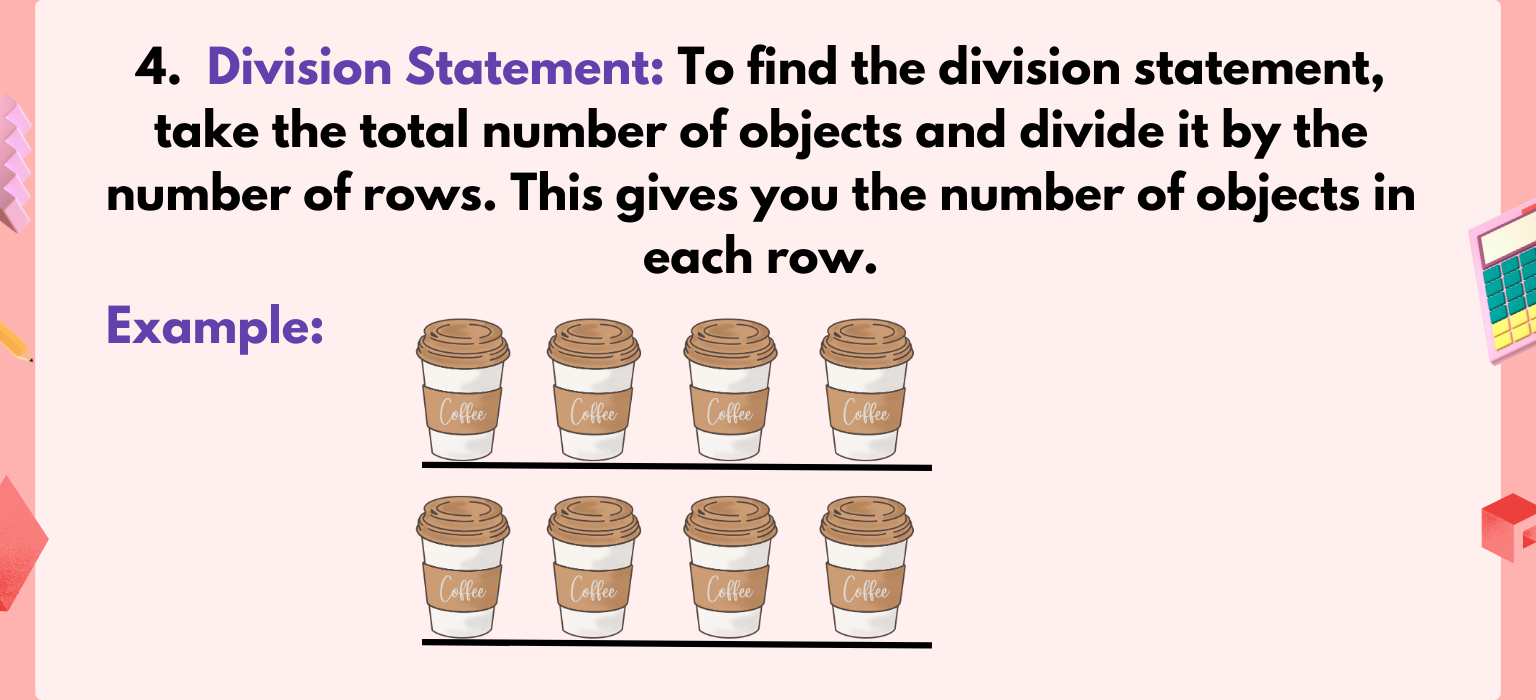 4. Division Statement: To find the division statement,
take the total number of objects and divide it by the
number of rows. This gives you the number of objects in
each row.
Example:
Coffee Coffee Coffee Coffee
Coffee Coffee Coffee Coffee